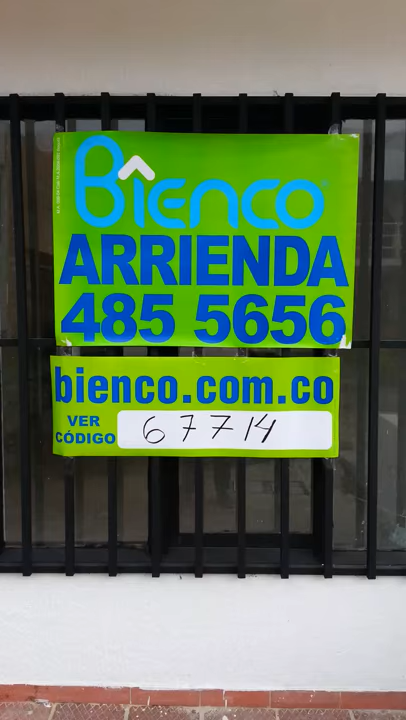 Bienco
ARRIENDA
485 5656
bienco.com.co
VER
CÓDIGO
67714